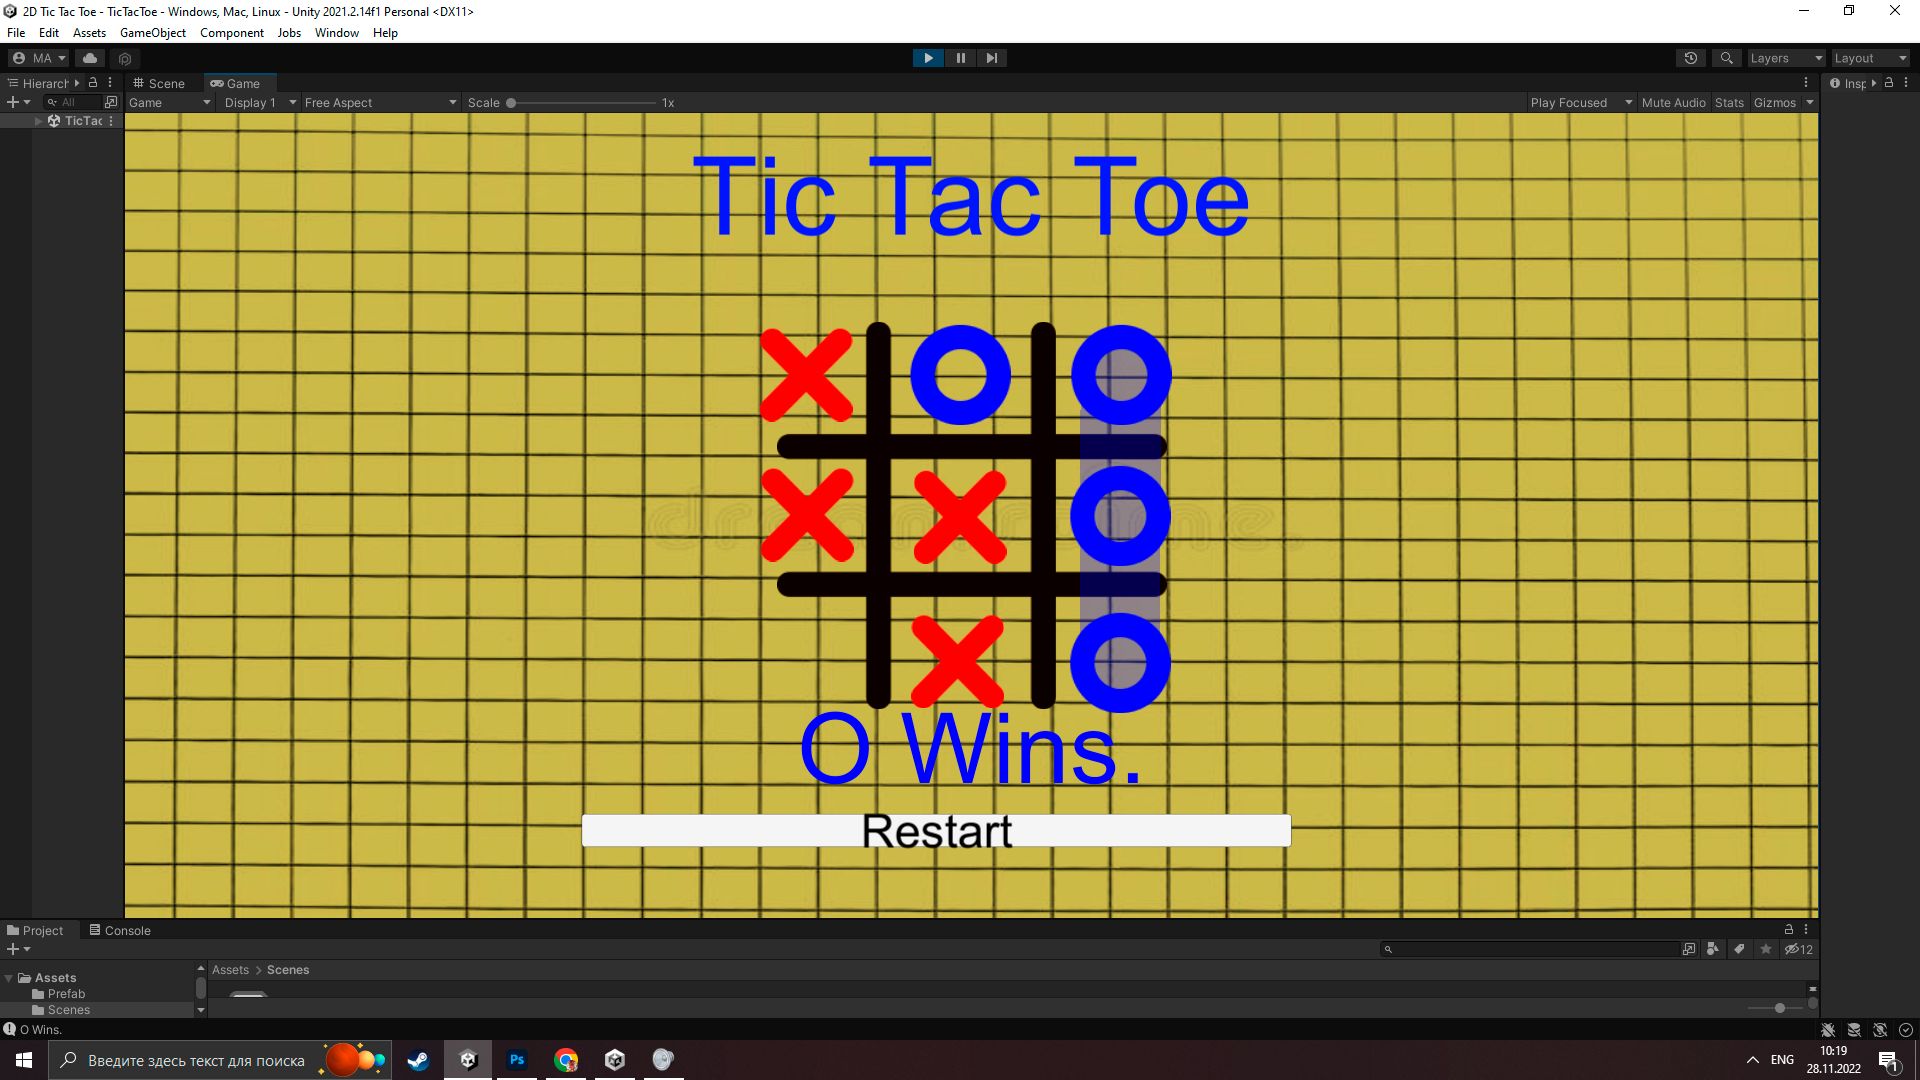 2D Tic Tac Toe - TicTacToe - Windows, Mac, Linux - Unity 2021.2.14f1 Personal <DX11>
File Edit Assets GameObject Component Jobs Window Help
MA Layers Layout
Hierarch Scene Game Insp
All Game Display 1 Free Aspect Scale 1x Play Focused Mute Audio Stats Gizmos
TicTac
Tic Tac Toe
O Wins.
Restart
Project Console
12
Assets > Scenes
Assets
Prefab
Scenes
O Wins.
Введите здесь текст для поиска
Ps
ENG
10:19
28.11.2022
1